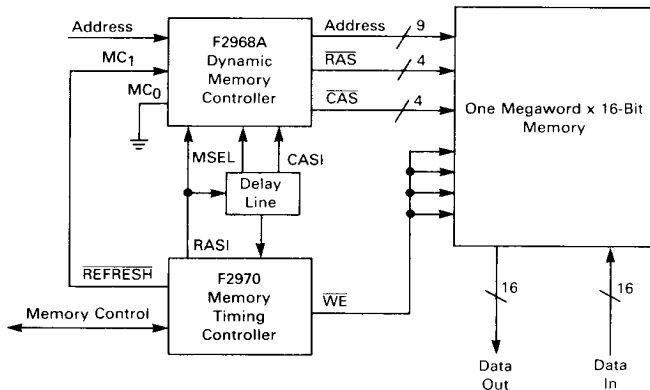 Address
F2968A
Dynamic
Memory
Controller
Address
9
MC1
RAS
4
MC0
CAS
4
One Megaword x 16-Bit
Memory
MSEL
CASI
Delay
Line
RASI
REFRESH
F2970
Memory
Timing
Controller
WE
Memory Control
16
16
Data
Out
Data
In